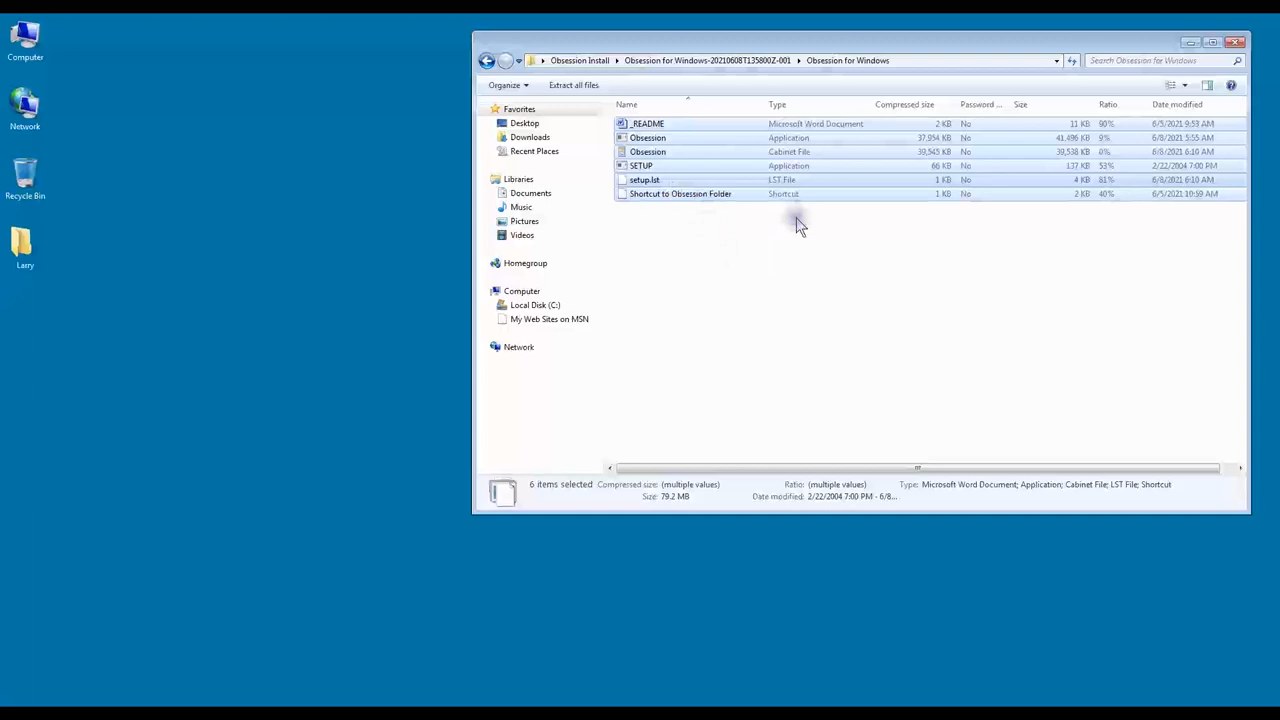 Computer
Network
Recycle Bin
Larry
Obsession Install
Obsession for Windows-20210608T135800Z-001
Obsession for Windows
Search Obsession for Windows
Organize
Extract all files
Favorites
Desktop
Downloads
Recent Places
Libraries
Documents
Music
Pictures
Videos
Homegroup
Computer
Local Disk (C:)
My Web Sites on MSN
Network
Name Type Compressed size Password ... Size Ratio Date modified
_README Microsoft Word Document 2 KB No 11 KB 90% 6/5/2021 9:53 AM
Obsession Application 37,954 KB No 41,496 KB 9% 6/8/2021 5:55 AM
Obsession Cabinet File 39,545 KB No 39,538 KB 0% 6/8/2021 6:10 AM
SETUP Application 66 KB No 137 KB 53% 2/22/2004 7:00 PM
setup.lst LST File 1 KB No 4 KB 81% 6/8/2021 6:10 AM
Shortcut to Obsession Folder Shortcut 1 KB No 2 KB 40% 6/5/2021 10:59 AM
6 items selected Compressed size: (multiple values) Ratio: (multiple values) Type: Microsoft Word Document; Application; Cabinet File; LST File; Shortcut
Size: 79.2 MB Date modified: 2/22/2004 7:00 PM - 6/8...